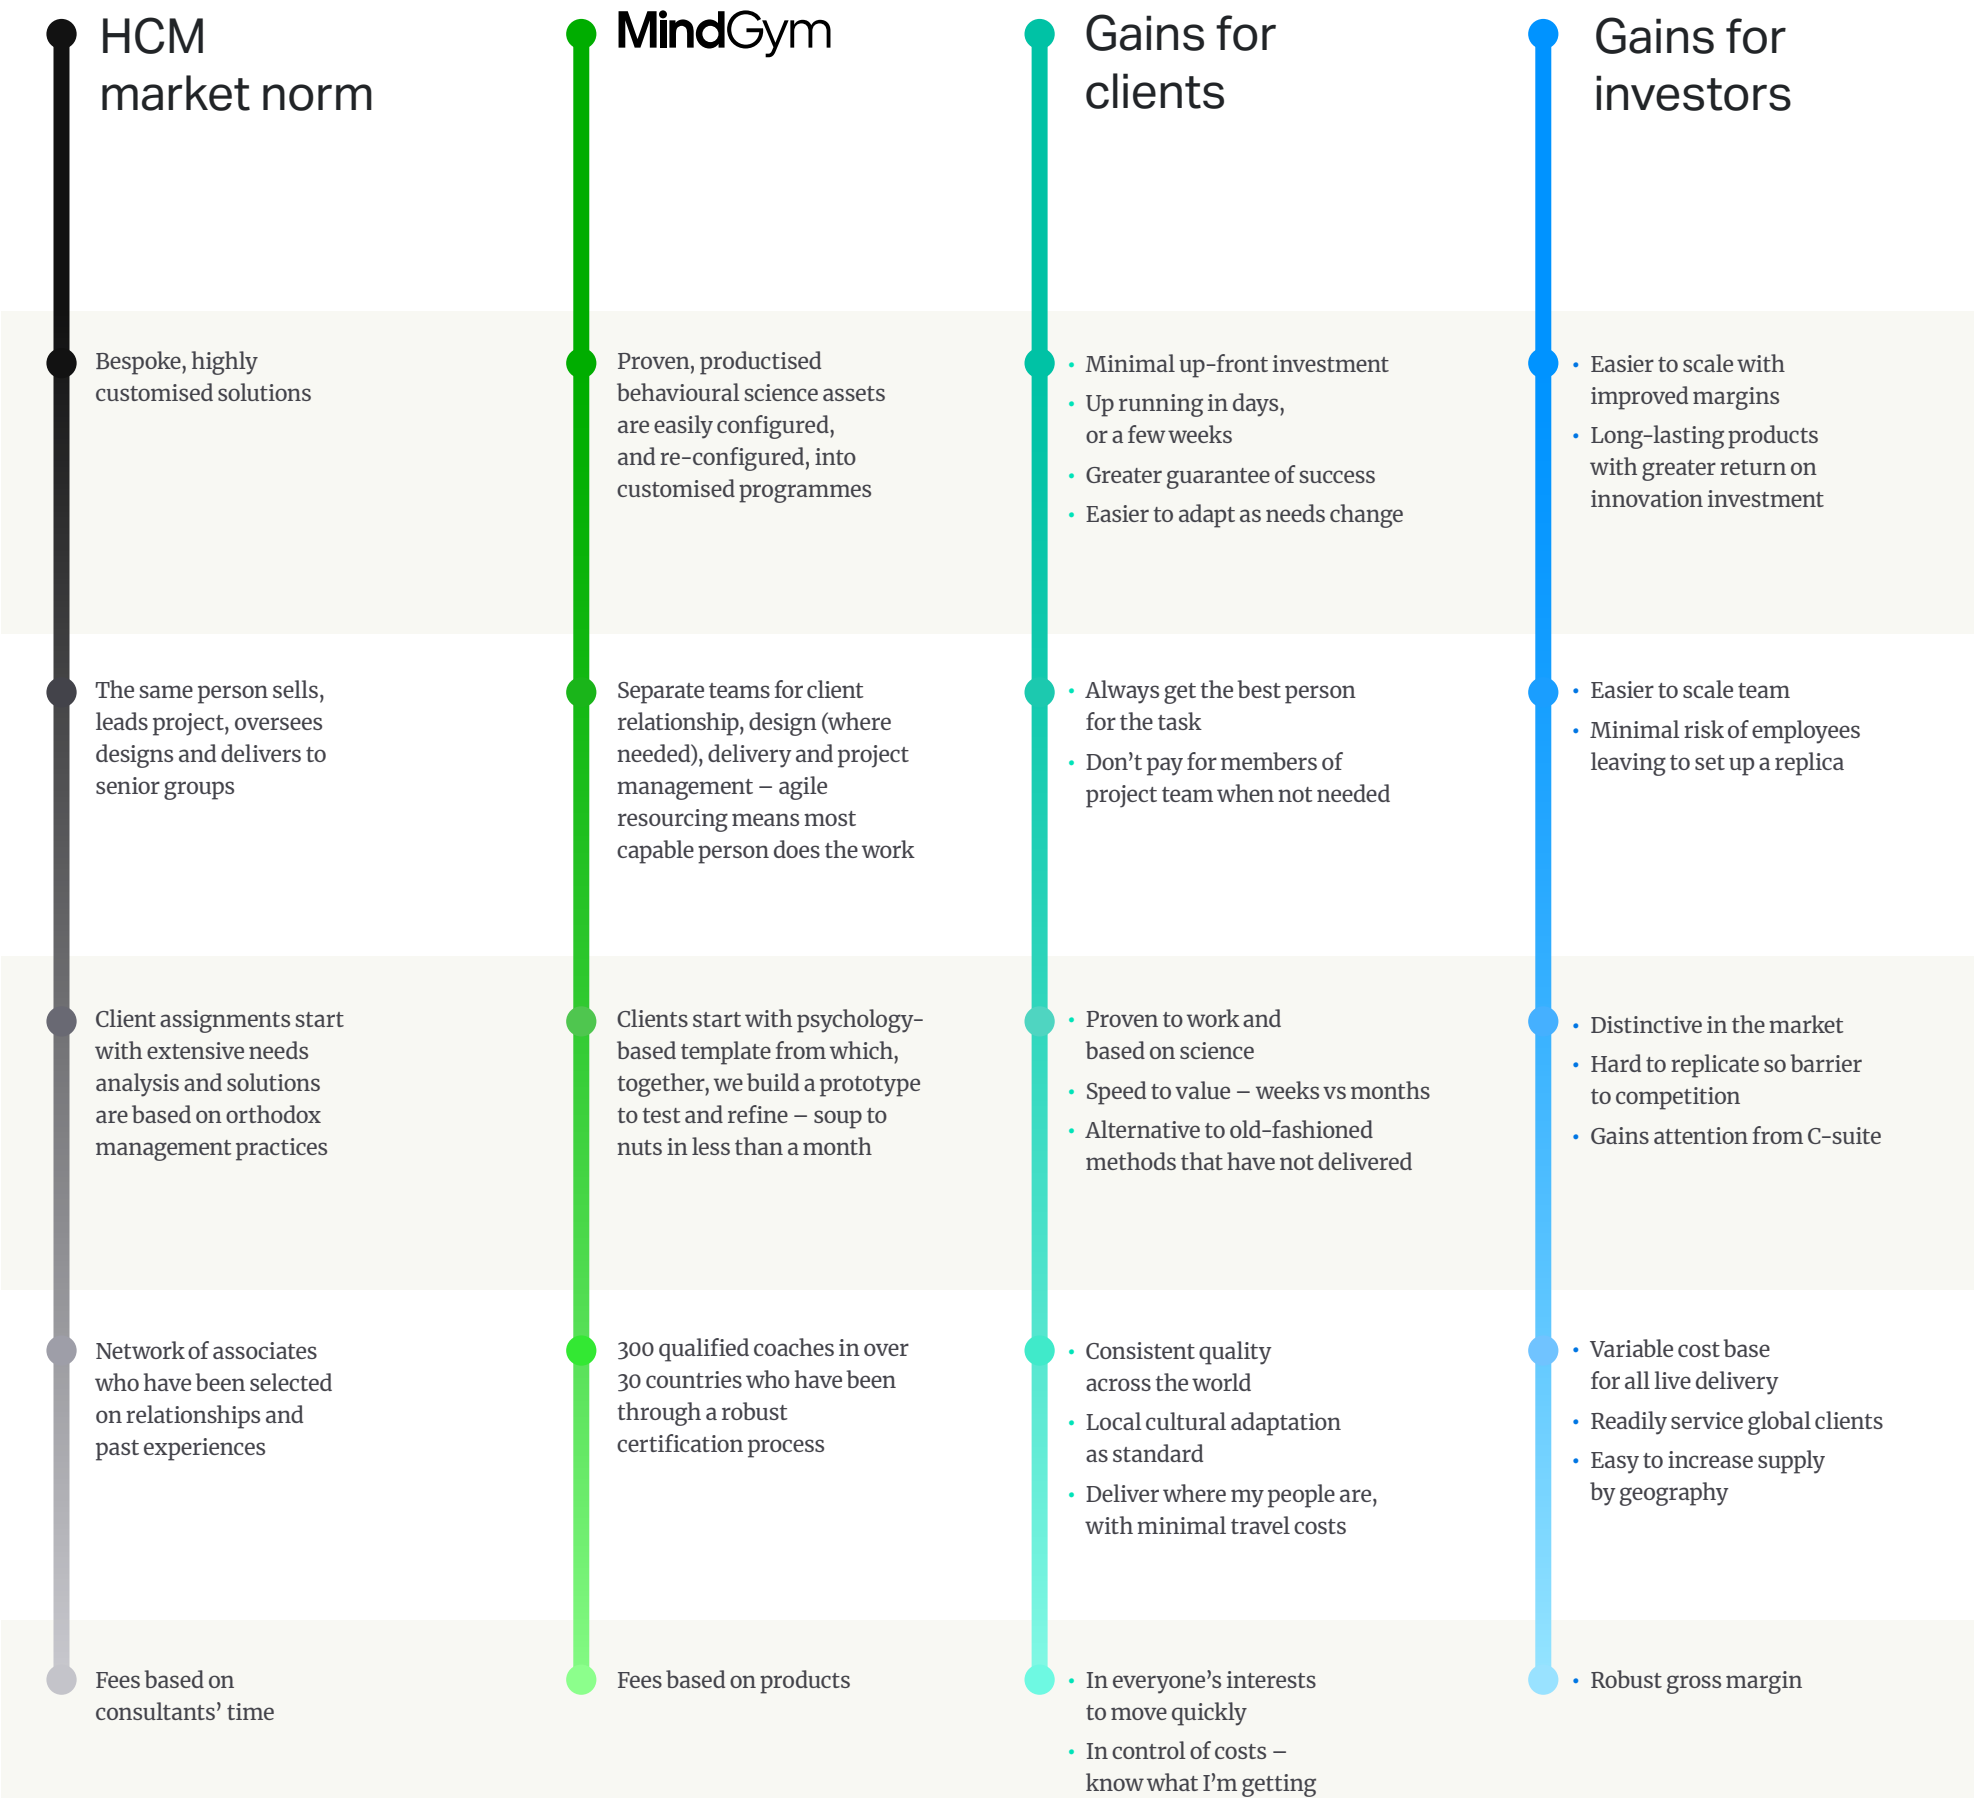 HCM
market norm
MindGym
Gains for
clients
Gains for
investors
Bespoke, highly
customised solutions
Proven, productised
behavioural science assets
are easily configured,
and re-configured, into
customised programmes
• Minimal up-front investment
• Up running in days,
or a few weeks
• Greater guarantee of success
• Easier to adapt as needs change
• Easier to scale with
improved margins
• Long-lasting products
with greater return on
innovation investment
The same person sells,
leads project, oversees
designs and delivers to
senior groups
Separate teams for client
relationship, design (where
needed), delivery and project
management – agile
resourcing means most
capable person does the work
• Always get the best person
for the task
• Don’t pay for members of
project team when not needed
• Easier to scale team
• Minimal risk of employees
leaving to set up a replica
Client assignments start
with extensive needs
analysis and solutions
are based on orthodox
management practices
Clients start with psychology-
based template from which,
together, we build a prototype
to test and refine – soup to
nuts in less than a month
• Proven to work and
based on science
• Speed to value – weeks vs months
• Alternative to old-fashioned
methods that have not delivered
• Distinctive in the market
• Hard to replicate so barrier
to competition
• Gains attention from C-suite
Network of associates
who have been selected
on relationships and
past experiences
300 qualified coaches in over
30 countries who have been
through a robust
certification process
• Consistent quality
across the world
• Local cultural adaptation
as standard
• Deliver where my people are,
with minimal travel costs
• Variable cost base
for all live delivery
• Readily service global clients
• Easy to increase supply
by geography
Fees based on
consultants’ time
Fees based on products
• In everyone’s interests
to move quickly
• In control of costs –
know what I’m getting
• Robust gross margin